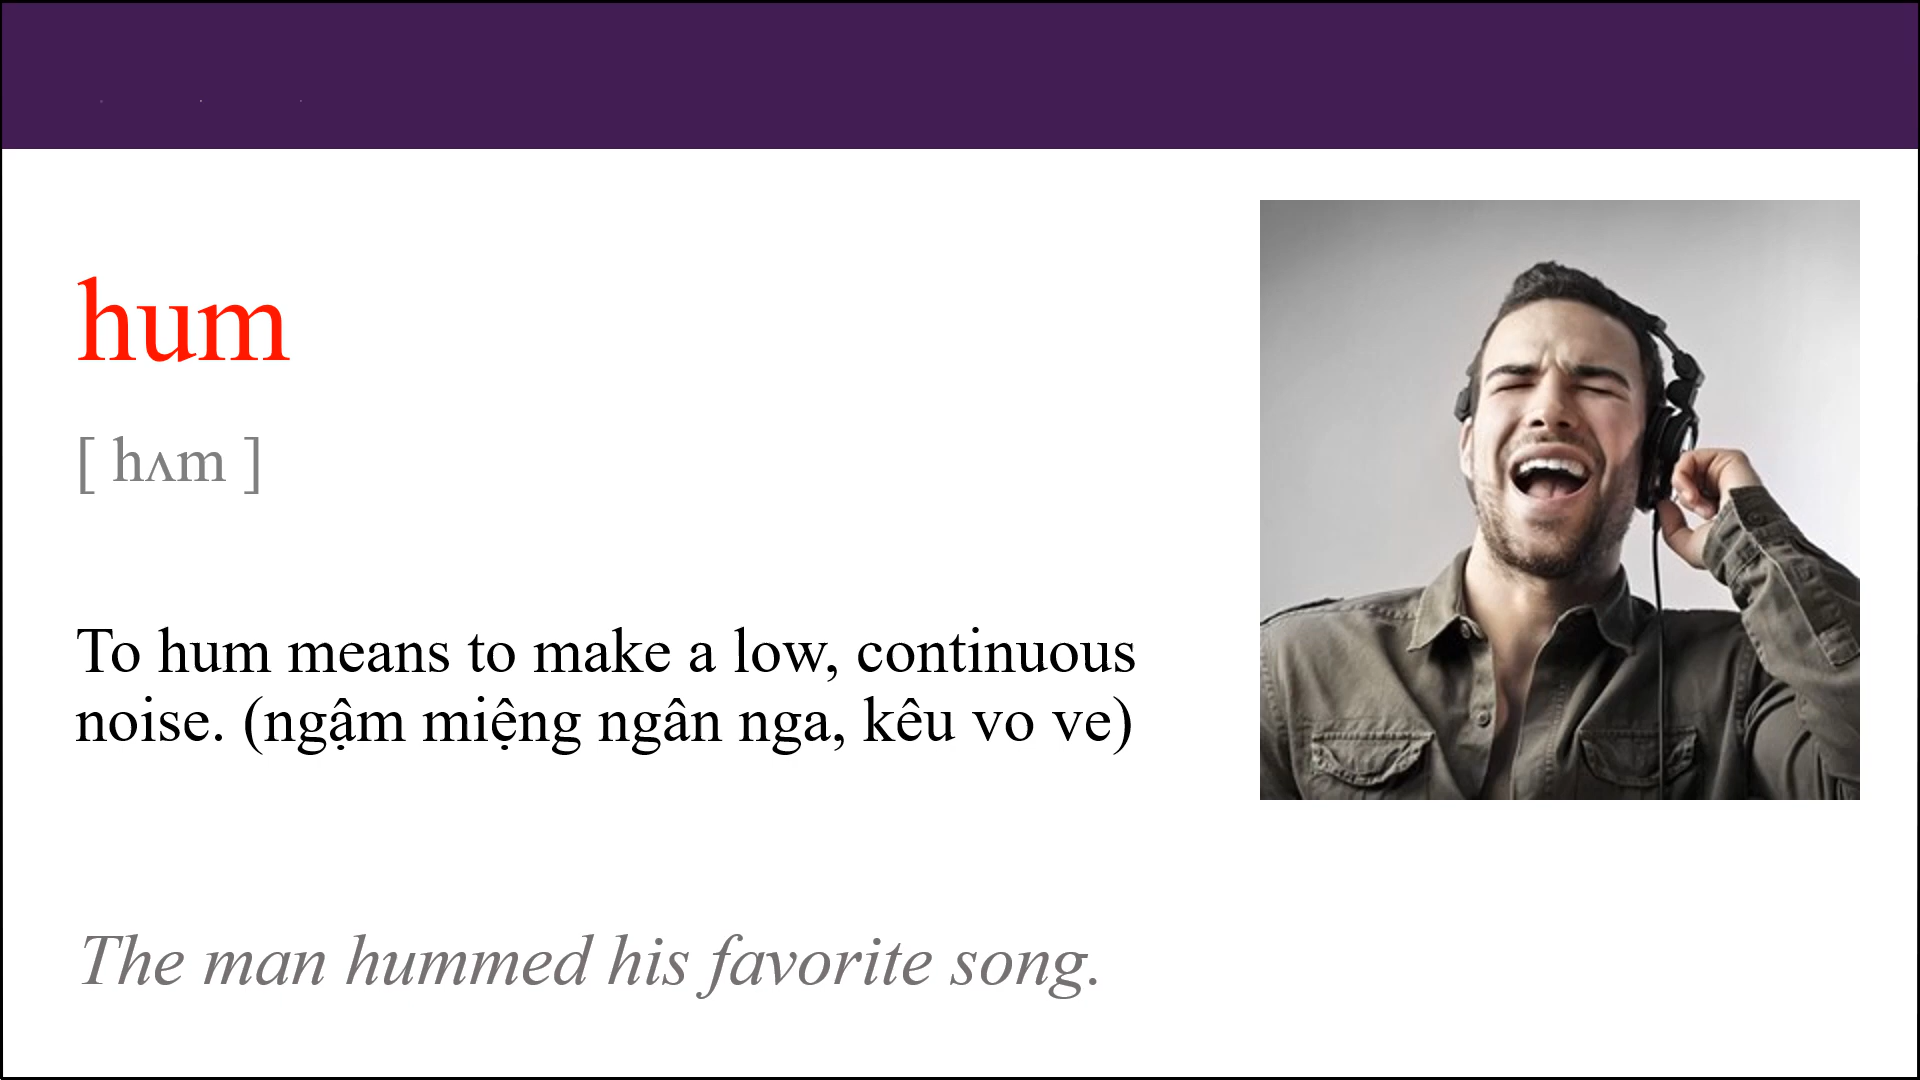 hum
[ hʌm ]
To hum means to make a low, continuous
noise. (ngậm miệng ngân nga, kêu vo ve)
The man hummed his favorite song.